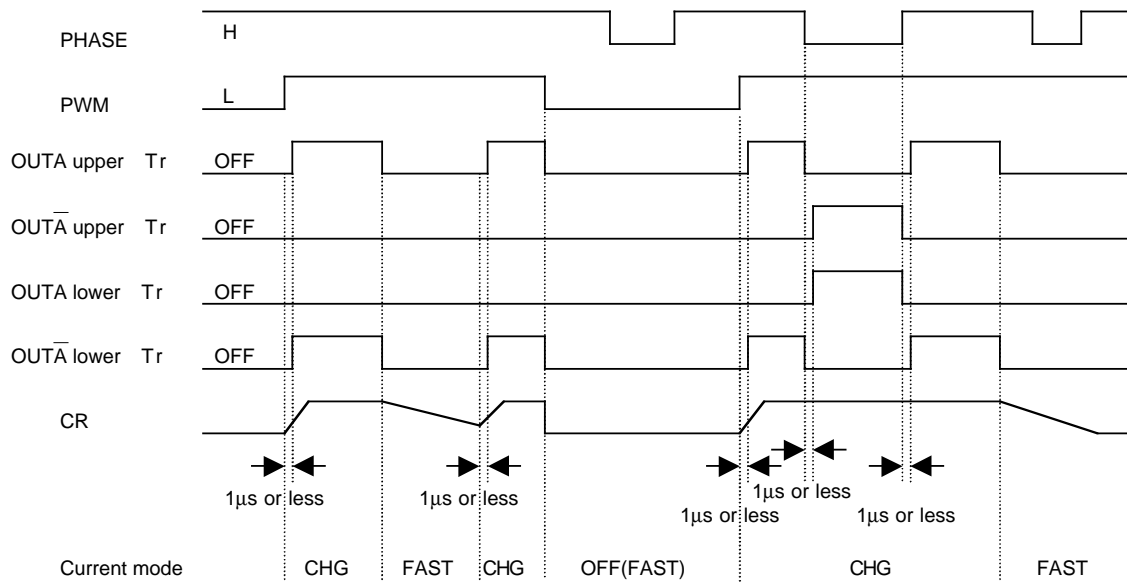 PHASE H
PWM L
OUTA upper Tr OFF
OUTA̅ upper Tr OFF
OUTA lower Tr OFF
OUTA̅ lower Tr OFF
CR
1μs or less 1μs or less 1μs or less 1μs or less 1μs or less
Current mode CHG FAST CHG OFF(FAST) CHG FAST